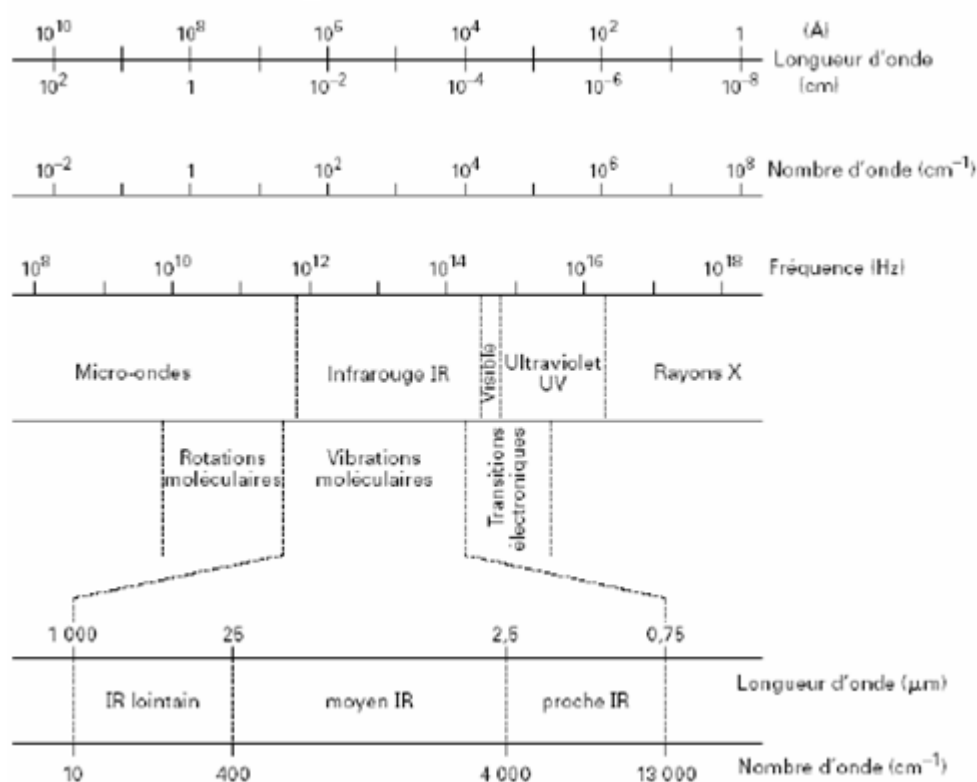 10¹⁰ 10⁸ 10⁶ 10⁴ 10² 1 (A)
Longueur d'onde
10² 1 10⁻² 10⁻⁴ 10⁻⁶ 10⁻⁸ (cm)
10⁻² 1 10² 10⁴ 10⁶ 10⁸ Nombre d'onde (cm⁻¹)
10⁸ 10¹⁰ 10¹² 10¹⁴ 10¹⁶ 10¹⁸ Fréquence (Hz)
Micro-ondes
Infrarouge IR
Visible
Ultraviolet
UV
Rayons X
Rotations
moléculaires
Vibrations
moléculaires
Transitions
électroniques
1 000 25 2,5 0,75
Longueur d'onde (µm)
IR lointain moyen IR proche IR
10 400 4 000 13 000 Nombre d'onde (cm⁻¹)